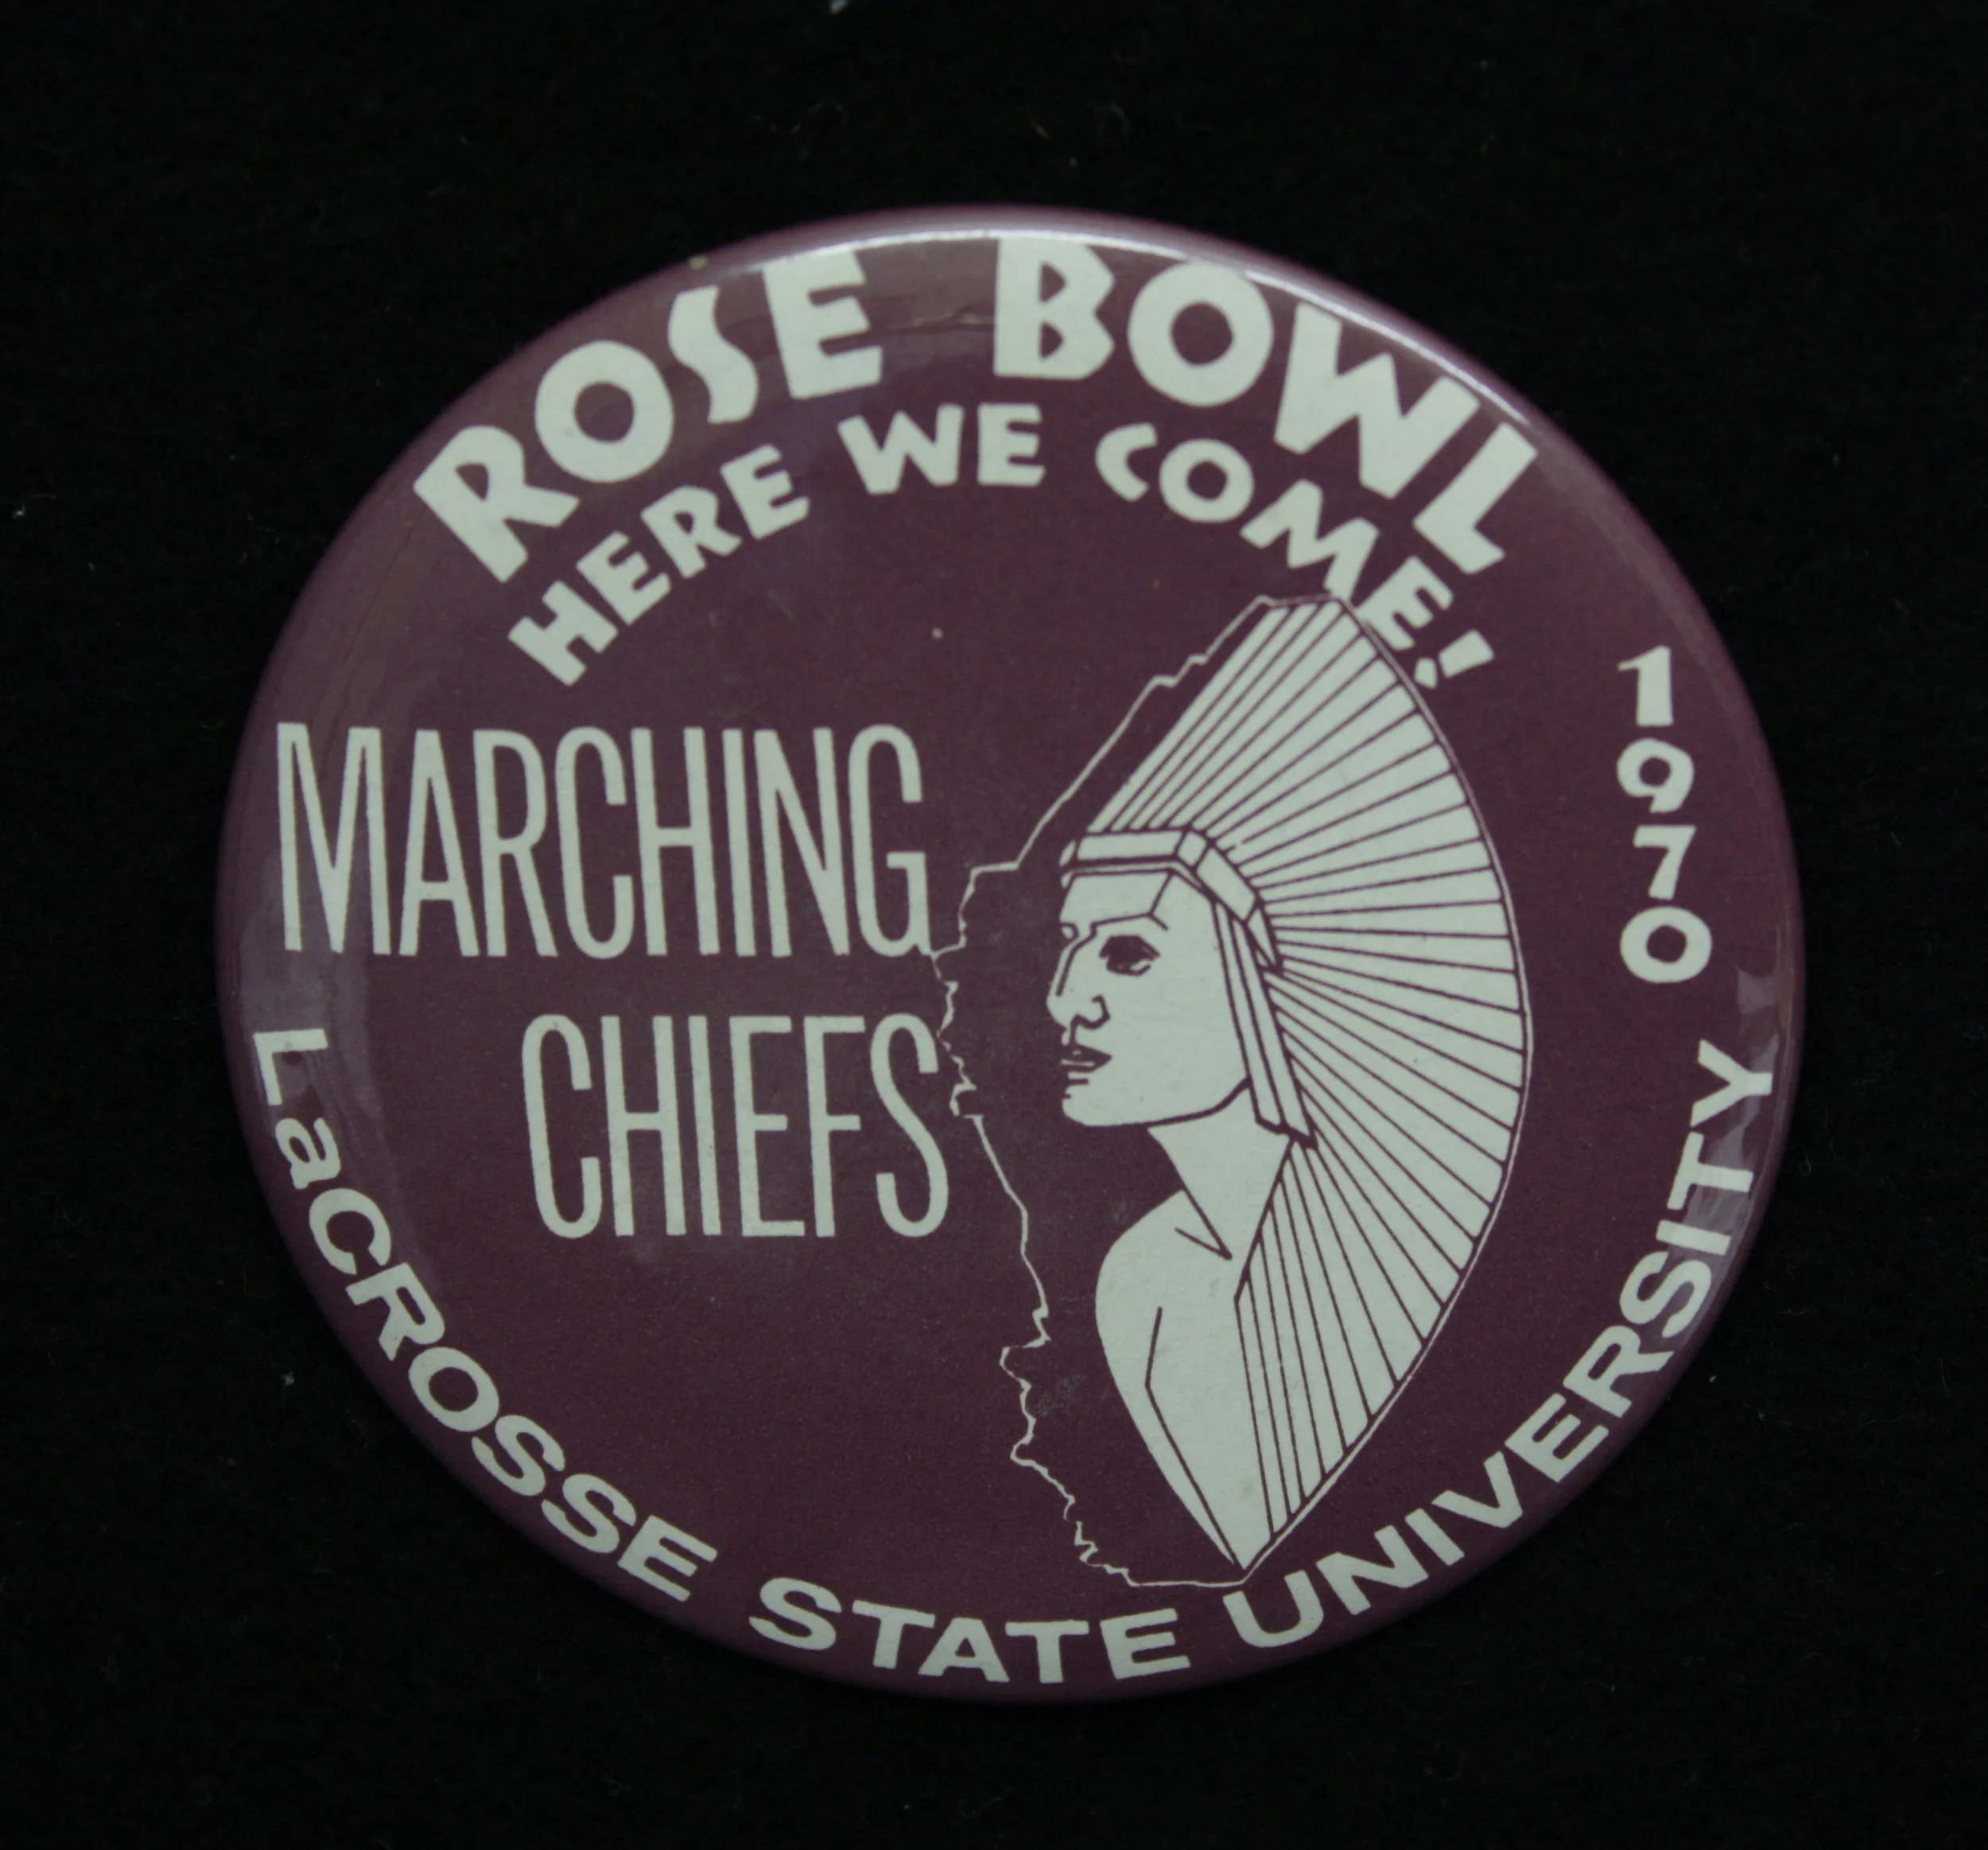 ROSE BOWL
HERE WE COME!
1970
MARCHING
CHIEFS
LaCROSSE STATE UNIVERSITY